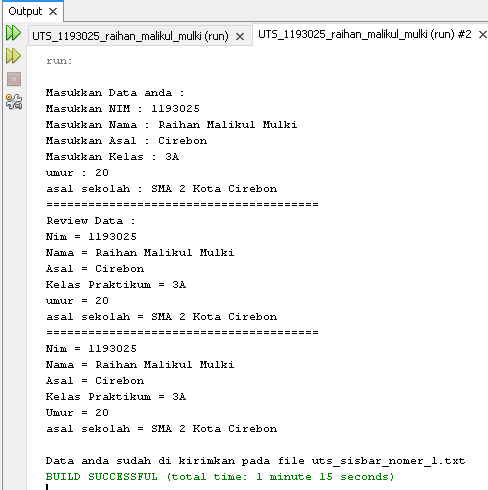 Output ×
UTS_1193025_raihan_malikul_mulki (run) × UTS_1193025_raihan_malikul_mulki (run) #2 ×
run:
Masukkan Data anda :
Masukkan NIM : 1193025
Masukkan Nama : Raihan Malikul Mulki
Masukkan Asal : Cirebon
Masukkan Kelas : 3A
umur : 20
asal sekolah : SMA 2 Kota Cirebon
=======================================
Review Data :
Nim = 1193025
Nama = Raihan Malikul Mulki
Asal = Cirebon
Kelas Praktikum = 3A
umur = 20
asal sekolah = SMA 2 Kota Cirebon
=======================================
Nim = 1193025
Nama = Raihan Malikul Mulki
Asal = Cirebon
Kelas Praktikum = 3A
Umur = 20
asal sekolah = SMA 2 Kota Cirebon
Data anda sudah di kirimkan pada file uts_sisbar_nomer_1.txt
BUILD SUCCESSFUL (total time: 1 minute 15 seconds)